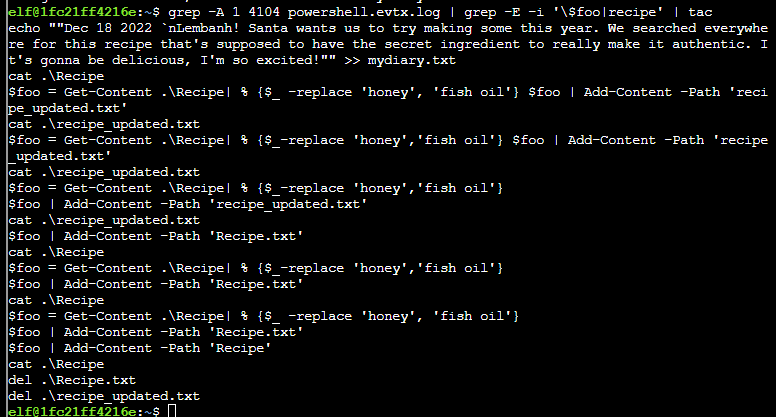 elf@1fc21ff4216e:~$ grep -A 1 4104 powershell.evtx.log | grep -E -i '\$foo|recipe' | tac
echo ""Dec 18 2022 `nLembanh! Santa wants us to try making some this year. We searched everywhe
re for this recipe that's supposed to have the secret ingredient to really make it authentic. I
t's gonna be delicious, I'm so excited!"" >> mydiary.txt
cat .\Recipe
$foo = Get-Content .\Recipe| % {$_ -replace 'honey', 'fish oil'} $foo | Add-Content -Path 'reci
pe_updated.txt'
cat .\recipe_updated.txt
$foo = Get-Content .\Recipe| % {$_-replace 'honey','fish oil'} $foo | Add-Content -Path 'recipe
_updated.txt'
cat .\recipe_updated.txt
$foo = Get-Content .\Recipe| % {$_-replace 'honey','fish oil'}
$foo | Add-Content -Path 'recipe_updated.txt'
cat .\recipe_updated.txt
$foo | Add-Content -Path 'Recipe.txt'
cat .\Recipe
$foo = Get-Content .\Recipe| % {$_-replace 'honey','fish oil'}
$foo | Add-Content -Path 'Recipe.txt'
cat .\Recipe
$foo = Get-Content .\Recipe| % {$_ -replace 'honey', 'fish oil'}
$foo | Add-Content -Path 'Recipe.txt'
$foo | Add-Content -Path 'Recipe'
cat .\Recipe
del .\Recipe.txt
del .\recipe_updated.txt
elf@1fc21ff4216e:~$